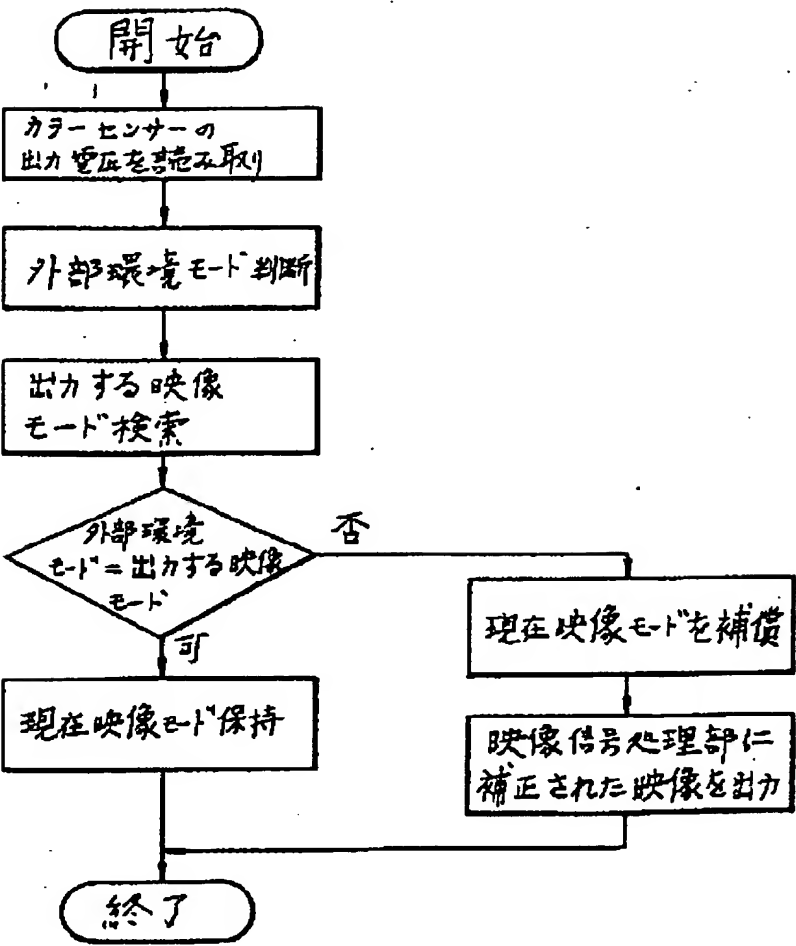 開始
カラーセンサーの
出力電圧を読み取り
外部環境モード判断
出力する映像
モード検索
外部環境
モード=出力する映像
モード
否
可
現在映像モードを補償
現在映像モード保持
映像信号処理部に
補正された映像を出力
終了